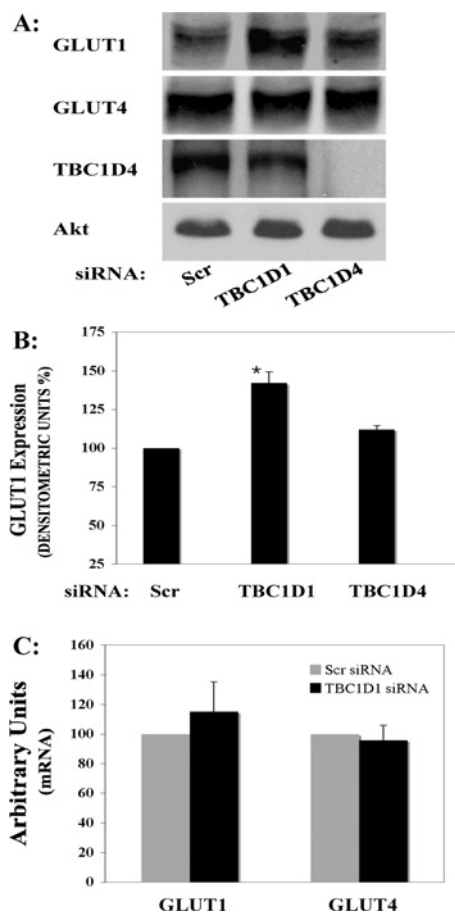 A:
GLUT1
GLUT4
TBC1D4
Akt
siRNA: Scr TBC1D1 TBC1D4
B:
GLUT1 Expression
(DENSITOMETRIC UNITS %)
175
150
125
100
75
50
25
*
siRNA: Scr TBC1D1 TBC1D4
C:
Arbitrary Units
(mRNA)
160
140
120
100
80
60
40
20
0
Scr siRNA
TBC1D1 siRNA
GLUT1 GLUT4